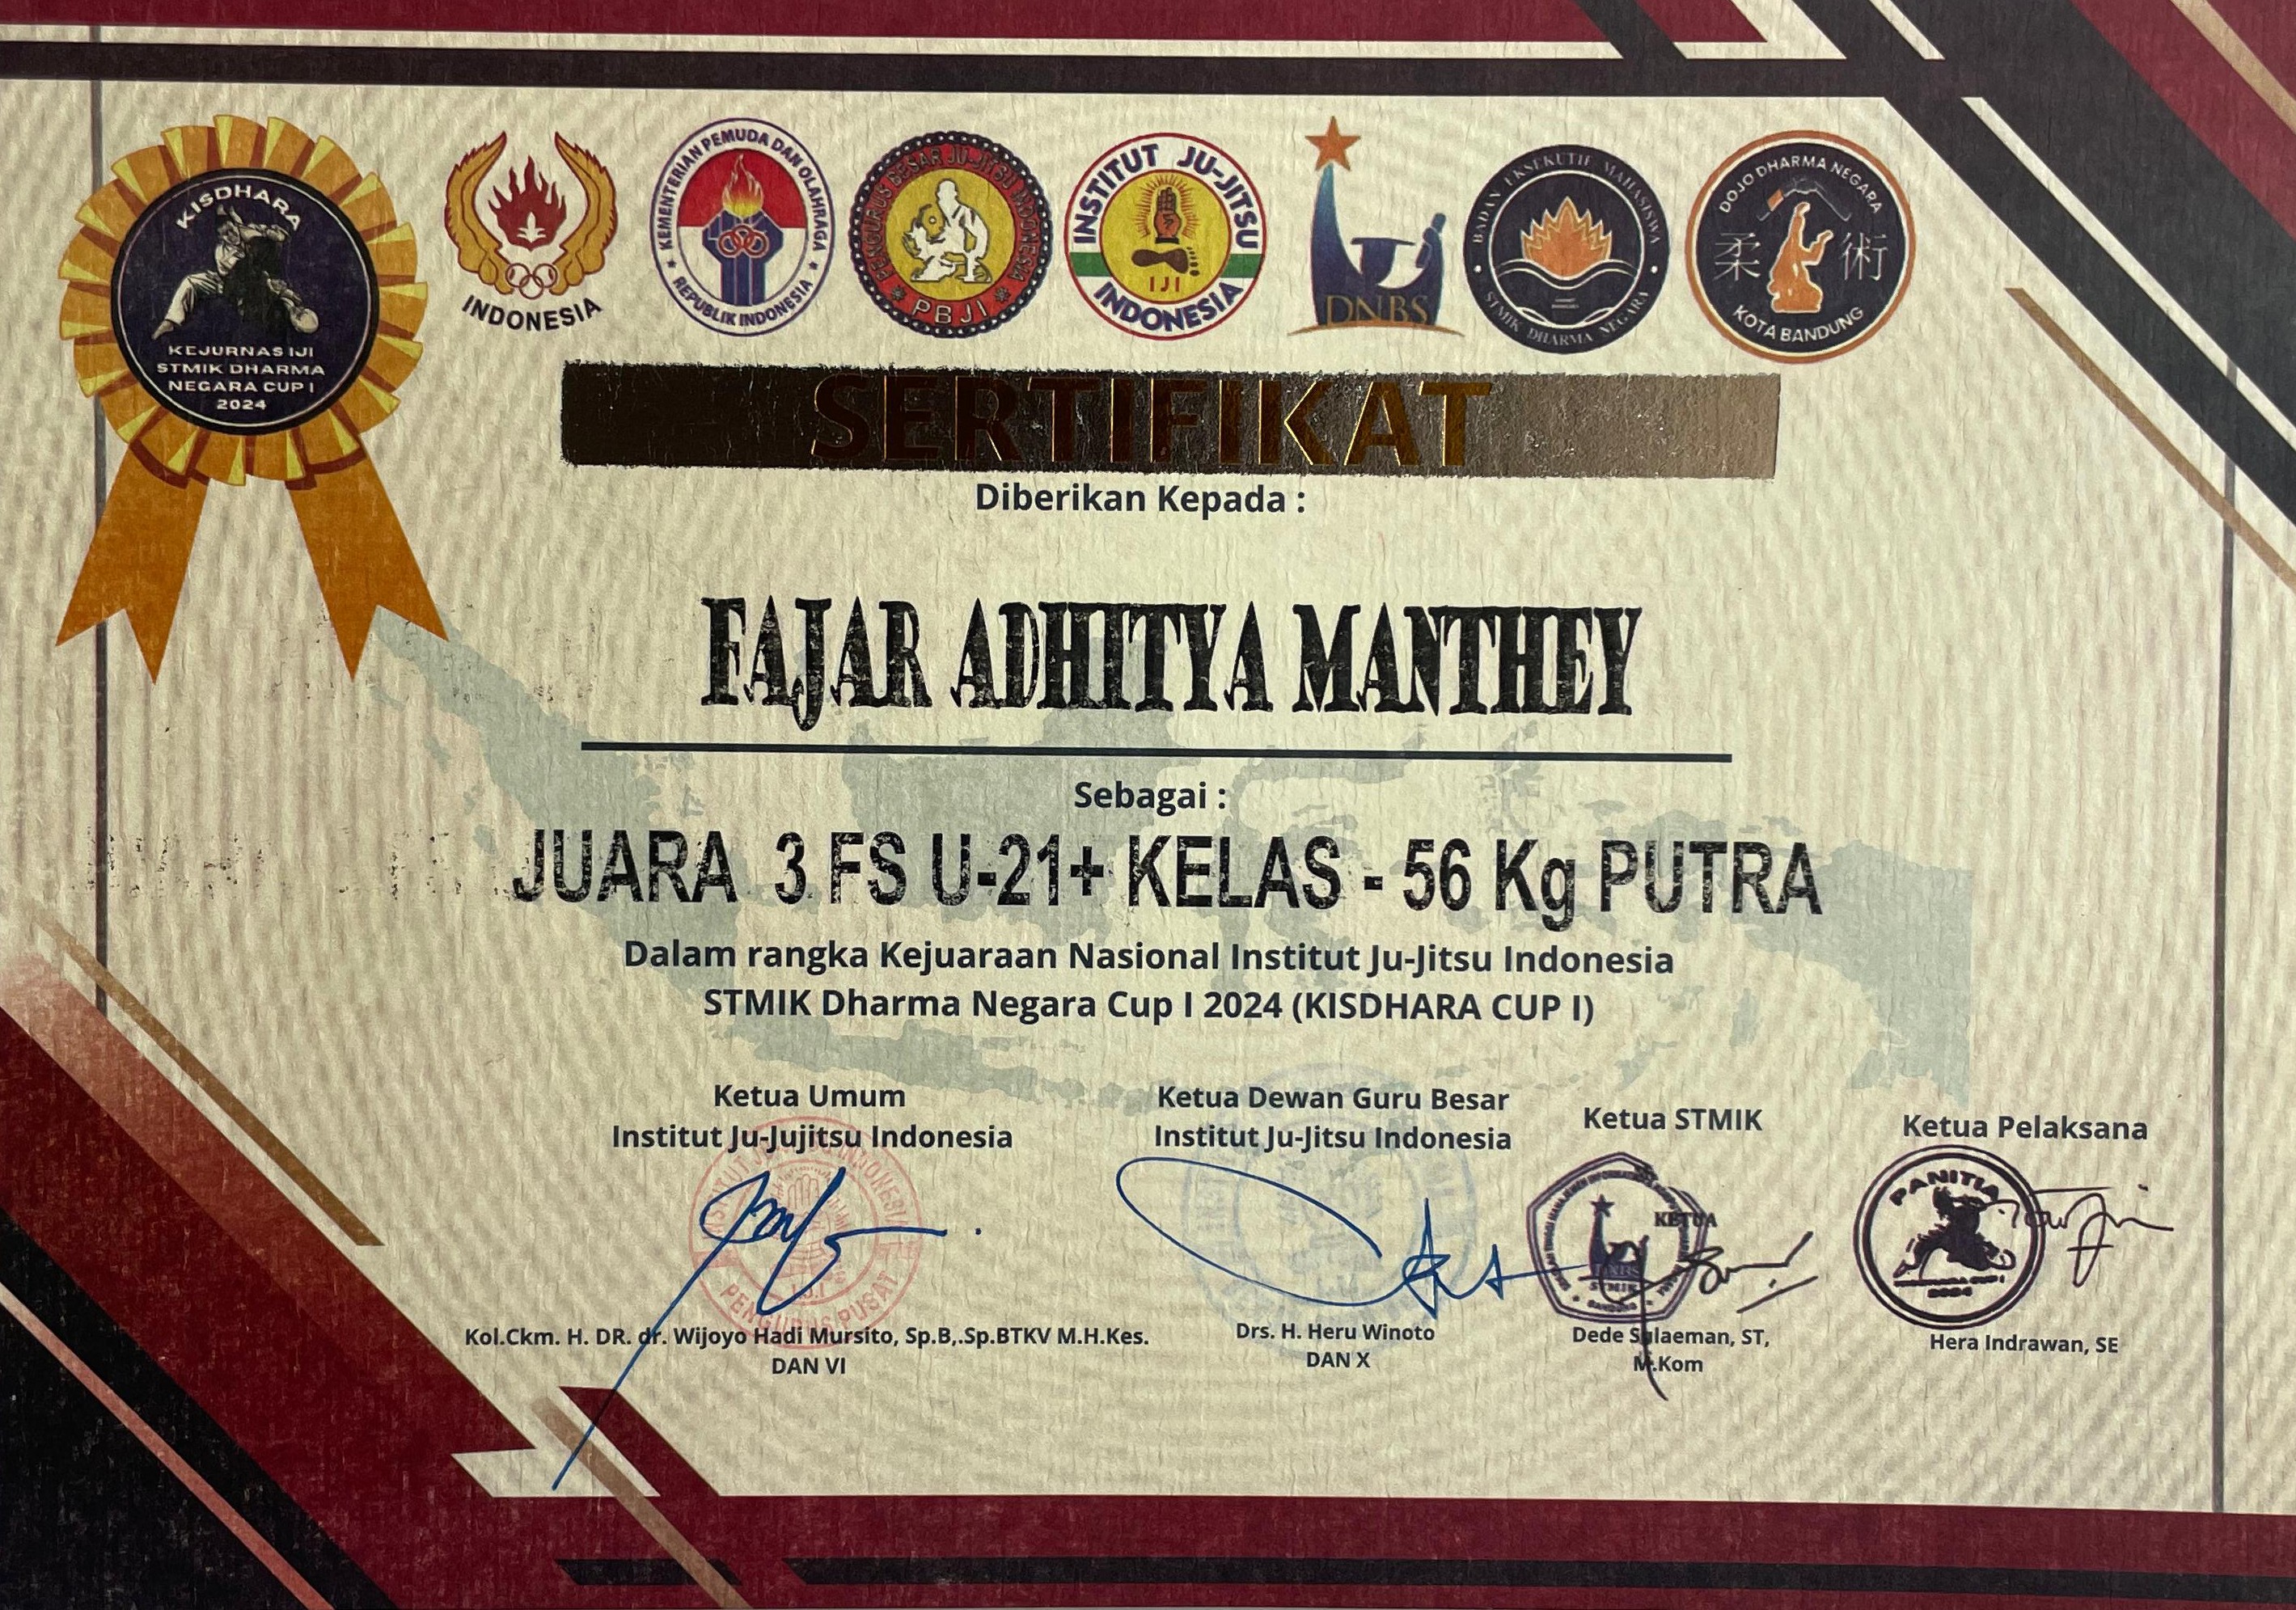 KISDHARA
KEJURNAS IJI
STMIK DHARMA
NEGARA CUP I
2024
INDONESIA
KEMENTERIAN PEMUDA DAN OLAHRAGA
REPUBLIK INDONESIA
PENGURUS BESAR JU-JITSU INDONESIA
PBJI
INSTITUT JU-JITSU
IJI
INDONESIA
DNBS
BADAN EKSEKUTIF MAHASISWA
STMIK DHARMA NEGARA
DOJO DHARMA NEGARA
柔 術
KOTA BANDUNG
SERTIFIKAT
Diberikan Kepada :
FAJAR ADHITYA MANTHEY
Sebagai :
JUARA 3 FS U-21+ KELAS - 56 Kg PUTRA
Dalam rangka Kejuaraan Nasional Institut Ju-Jitsu Indonesia
STMIK Dharma Negara Cup I 2024 (KISDHARA CUP I)
Ketua Umum
Institut Ju-Jujitsu Indonesia
Ketua Dewan Guru Besar
Institut Ju-Jitsu Indonesia
Ketua STMIK
Ketua Pelaksana
PENGURUS PUSAT
KETUA
DNBS
STMIK
BANDUNG
PANITIA
2024
Kol.Ckm. H. DR. dr. Wijoyo Hadi Mursito, Sp.B,.Sp.BTKV M.H.Kes.
DAN VI
Drs. H. Heru Winoto
DAN X
Dede Sulaeman, ST,
M.Kom
Hera Indrawan, SE